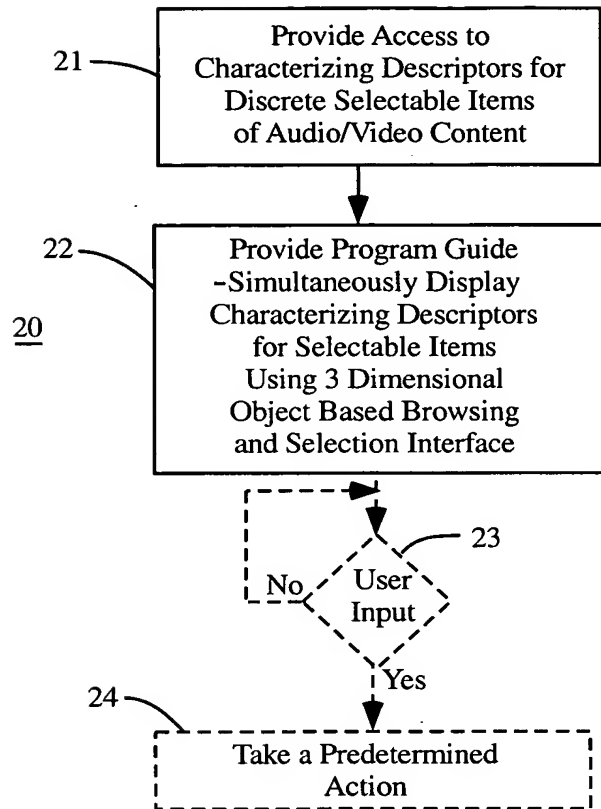 21
Provide Access to
Characterizing Descriptors for
Discrete Selectable Items
of Audio/Video Content
22
20
Provide Program Guide
-Simultaneously Display
Characterizing Descriptors
for Selectable Items
Using 3 Dimensional
Object Based Browsing
and Selection Interface
23
No
User
Input
Yes
24
Take a Predetermined
Action